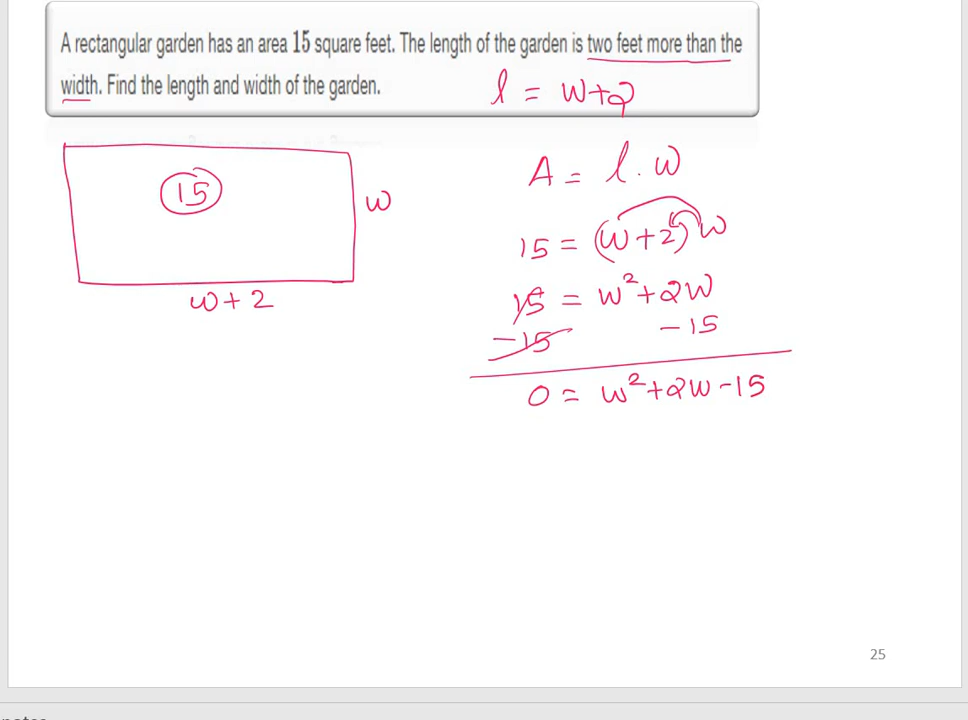 A rectangular garden has an area 15 square feet. The length of the garden is two feet more than the
width. Find the length and width of the garden.
l = w+2
A = l . w
15
w
15 = (w+2)w
w + 2
15 = w²+2w
-15 -15
0 = w²+2w-15
25